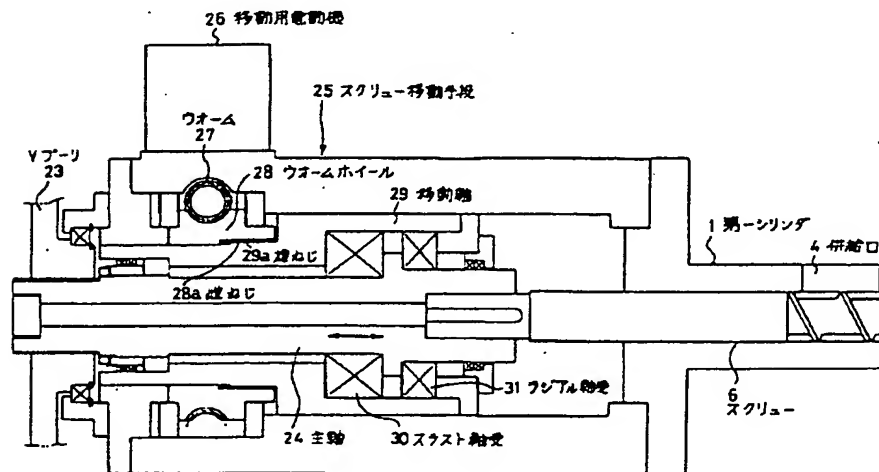 26 移動用電動機
25 スクリュー移動手段
ウオーム
27
Vプーリ
23
28 ウオームホイール
29 移動軸
1 第一シリンダ
4 供給口
29a 雄ねじ
28a 雌ねじ
31 ラジアル軸受
6
スクリュー
24 主軸
30 スラスト軸受